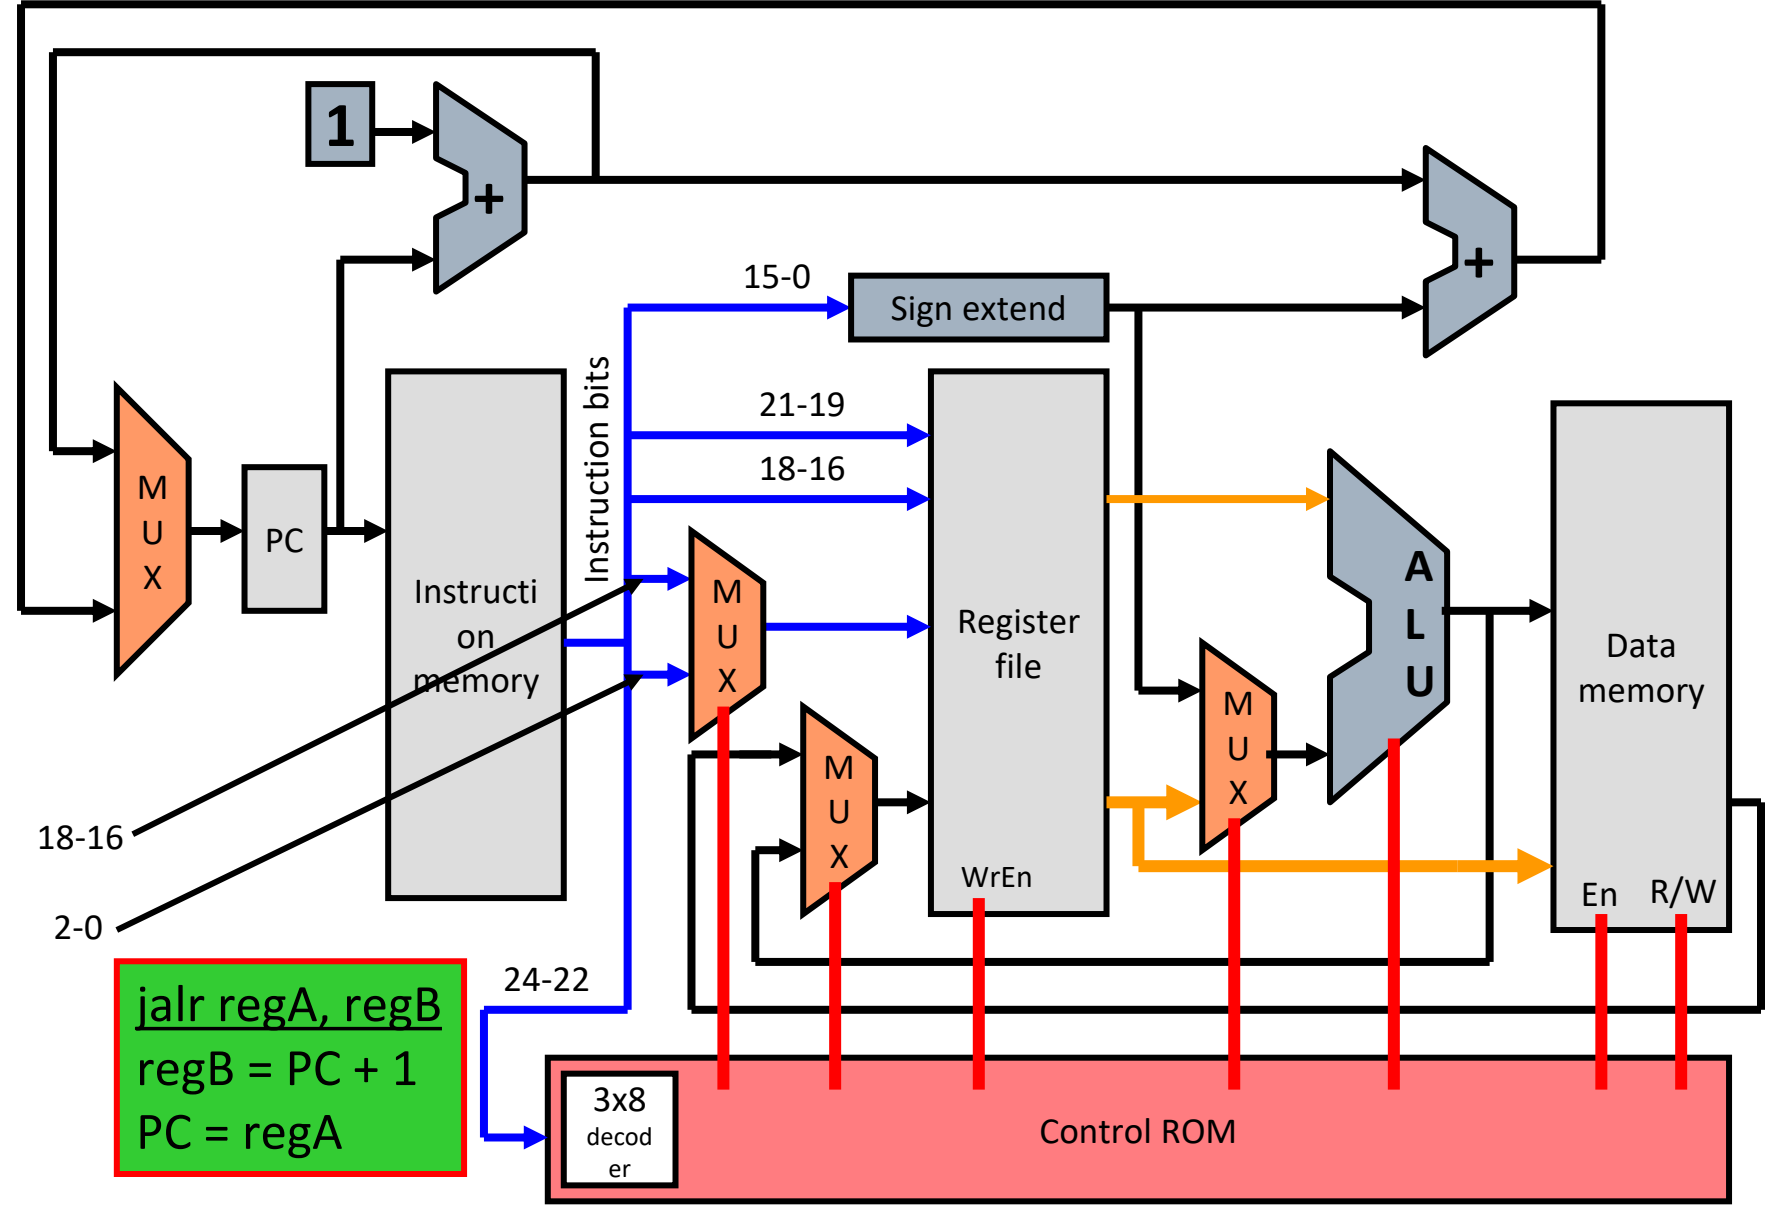 1
+
+
15-0
Sign extend
Instruction bits
21-19
18-16
M
U
X
PC
Instructi
on
memory
M
U
X
Register
file
WrEn
M
U
X
M
U
X
A
L
U
Data
memory
En
R/W
18-16
2-0
24-22
jalr regA, regB
regB = PC + 1
PC = regA
3x8
decod
er
Control ROM